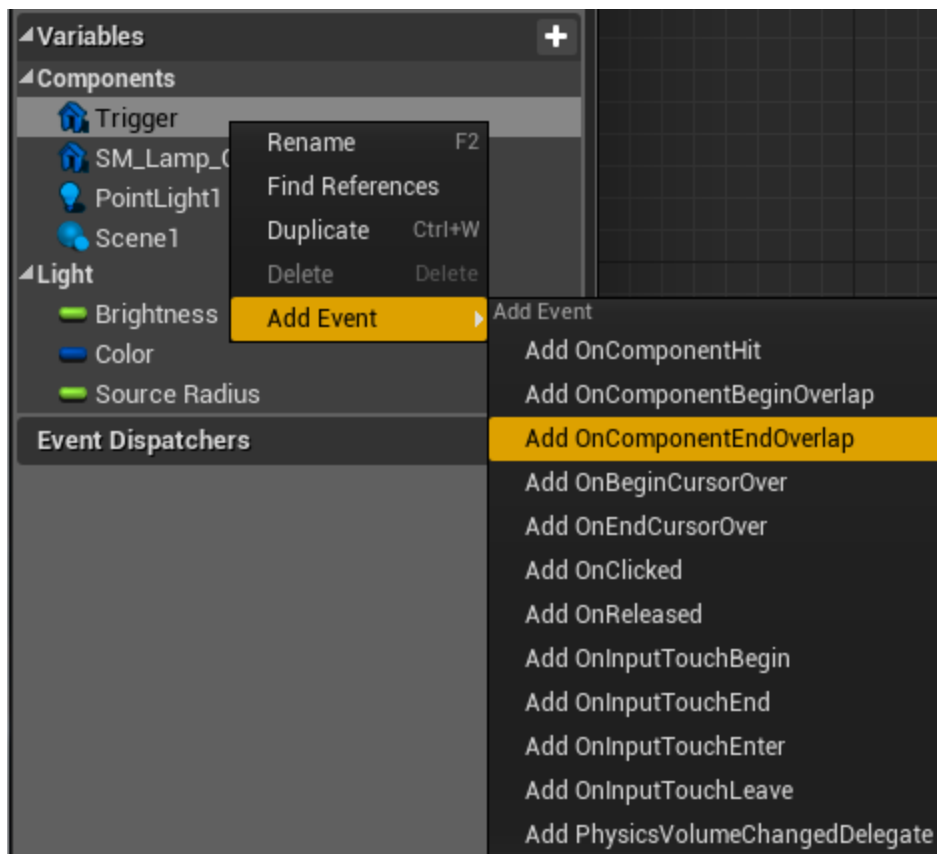 Variables
Components
Trigger
SM_Lamp_
PointLight1
Scene1
Light
Brightness
Color
Source Radius
Event Dispatchers
Rename F2
Find References
Duplicate Ctrl+W
Delete Delete
Add Event
Add Event
Add OnComponentHit
Add OnComponentBeginOverlap
Add OnComponentEndOverlap
Add OnBeginCursorOver
Add OnEndCursorOver
Add OnClicked
Add OnReleased
Add OnInputTouchBegin
Add OnInputTouchEnd
Add OnInputTouchEnter
Add OnInputTouchLeave
Add PhysicsVolumeChangedDelegate